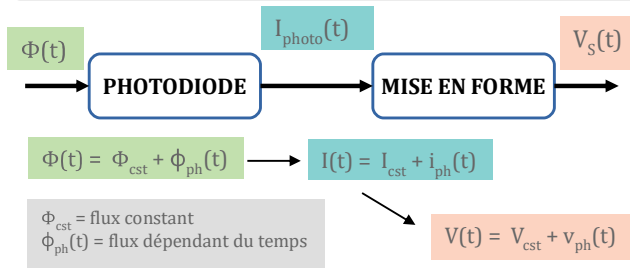 Φ(t)
I_photo(t)
V_S(t)
PHOTODIODE
MISE EN FORME
Φ(t) = Φ_cst + ϕ_ph(t)
I(t) = I_cst + i_ph(t)
Φ_cst = flux constant
ϕ_ph(t) = flux dépendant du temps
V(t) = V_cst + v_ph(t)